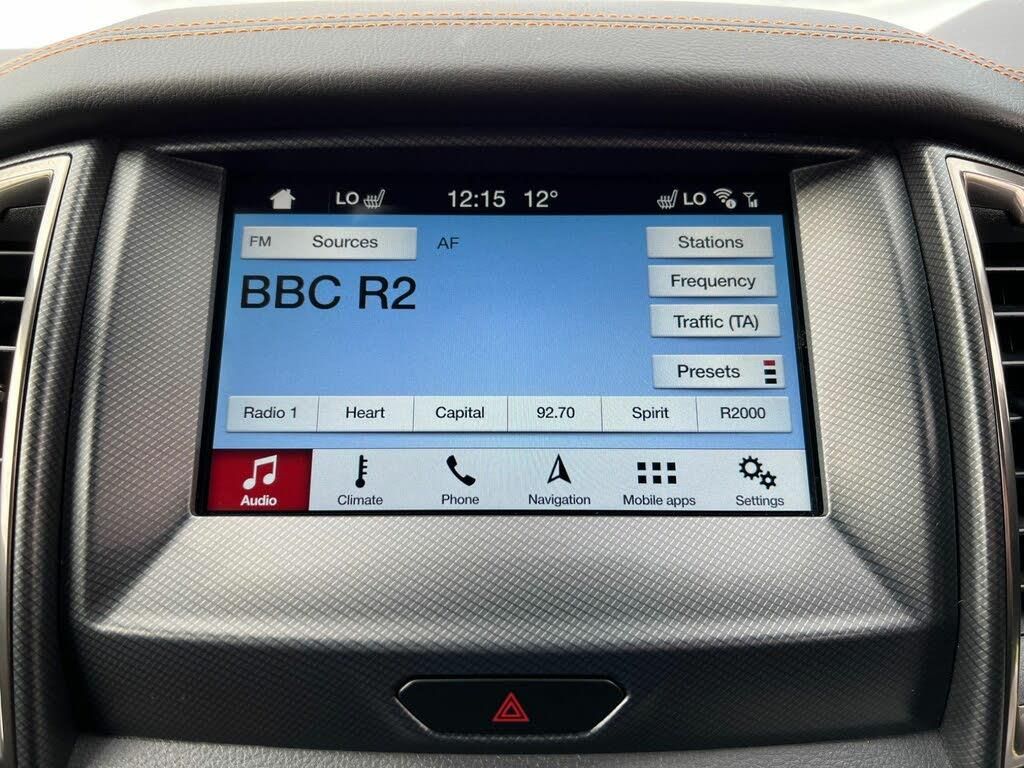 LO 12:15 12° LO
FM Sources AF Stations
BBC R2 Frequency
Traffic (TA)
Presets
Radio 1 Heart Capital 92.70 Spirit R2000
Audio Climate Phone Navigation Mobile apps Settings